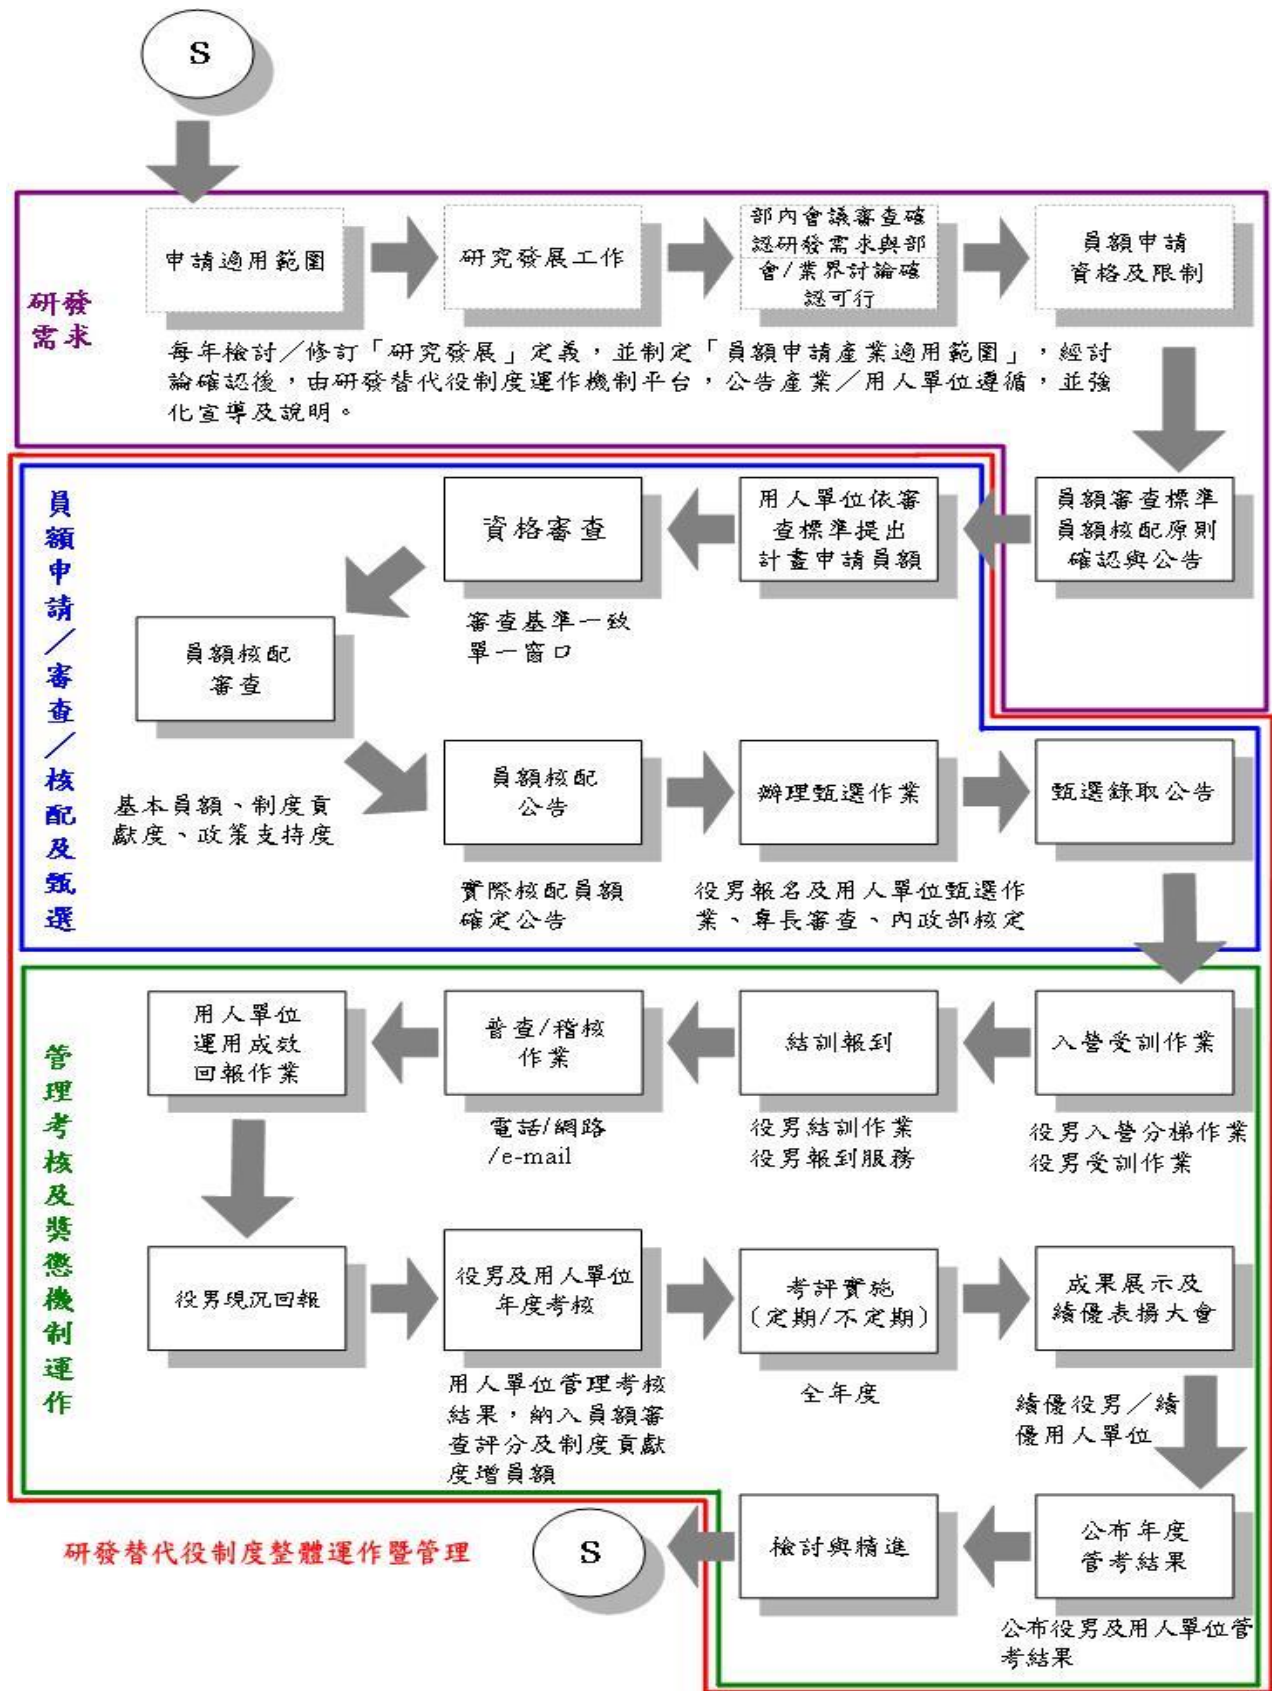 S
研發
需求
申請適用範圍
研究發展工作
部內會議審查確
認研發需求與部
會/業界討論確
認可行
員額申請
資格及限制
每年檢討／修訂「研究發展」定義，並制定「員額申請產業適用範圍」，經討
論確認後，由研發替代役制度運作機制平台，公告產業／用人單位遵循，並強
化宣導及說明。
員額審查標準
員額核配原則
確認與公告
員額申請／審查／核配及甄選
用人單位依審
查標準提出
計畫申請員額
資格審查
審查基準一致
單一窗口
員額核配
審查
基本員額、制度貢
獻度、政策支持度
員額核配
公告
實際核配員額
確定公告
辦理甄選作業
役男報名及用人單位甄選作
業、專長審查、內政部核定
甄選錄取公告
管理考核及獎懲機制運作
入營受訓作業
役男入營分梯作業
役男受訓作業
結訓報到
役男結訓作業
役男報到服務
普查/稽核
作業
電話/網路
/e-mail
用人單位
運用成效
回報作業
役男現況回報
役男及用人單位
年度考核
用人單位管理考核
結果，納入員額審
查評分及制度貢獻
度增員額
考評實施
(定期/不定期)
全年度
成果展示及
績優表揚大會
績優役男／績
優用人單位
公布年度
管考結果
公布役男及用人單位管
考結果
檢討與精進
S
研發替代役制度整體運作暨管理